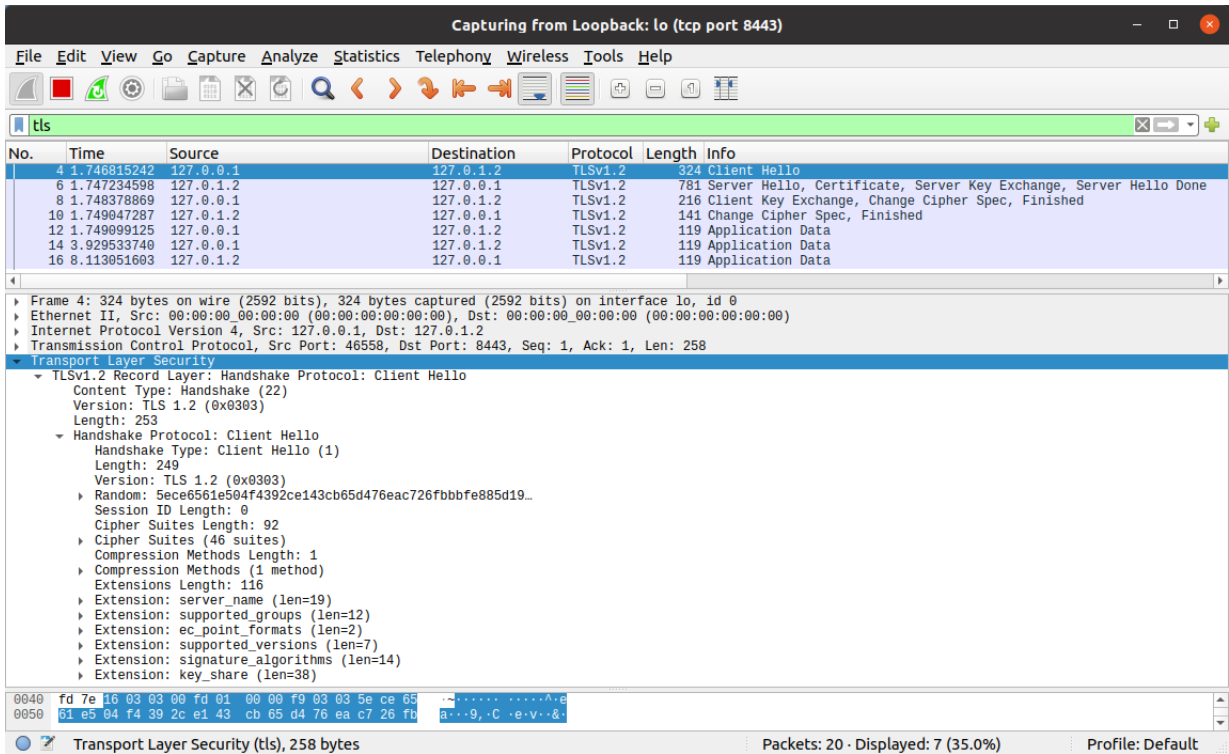 Capturing from Loopback: lo (tcp port 8443)
File Edit View Go Capture Analyze Statistics Telephony Wireless Tools Help
tls
No. Time Source Destination Protocol Length Info
4 1.746815242 127.0.0.1 127.0.1.2 TLSv1.2 324 Client Hello
6 1.747234598 127.0.1.2 127.0.0.1 TLSv1.2 781 Server Hello, Certificate, Server Key Exchange, Server Hello Done
8 1.748378869 127.0.0.1 127.0.1.2 TLSv1.2 216 Client Key Exchange, Change Cipher Spec, Finished
10 1.749047287 127.0.1.2 127.0.0.1 TLSv1.2 141 Change Cipher Spec, Finished
12 1.749099125 127.0.0.1 127.0.1.2 TLSv1.2 119 Application Data
14 3.929533740 127.0.0.1 127.0.1.2 TLSv1.2 119 Application Data
16 8.113051603 127.0.1.2 127.0.0.1 TLSv1.2 119 Application Data
Frame 4: 324 bytes on wire (2592 bits), 324 bytes captured (2592 bits) on interface lo, id 0
Ethernet II, Src: 00:00:00_00:00:00 (00:00:00:00:00:00), Dst: 00:00:00_00:00:00 (00:00:00:00:00:00)
Internet Protocol Version 4, Src: 127.0.0.1, Dst: 127.0.1.2
Transmission Control Protocol, Src Port: 46558, Dst Port: 8443, Seq: 1, Ack: 1, Len: 258
Transport Layer Security
TLSv1.2 Record Layer: Handshake Protocol: Client Hello
Content Type: Handshake (22)
Version: TLS 1.2 (0x0303)
Length: 253
Handshake Protocol: Client Hello
Handshake Type: Client Hello (1)
Length: 249
Version: TLS 1.2 (0x0303)
Random: 5ece6561e504f4392ce143cb65d476eac726fbbbfe885d19…
Session ID Length: 0
Cipher Suites Length: 92
Cipher Suites (46 suites)
Compression Methods Length: 1
Compression Methods (1 method)
Extensions Length: 116
Extension: server_name (len=19)
Extension: supported_groups (len=12)
Extension: ec_point_formats (len=2)
Extension: supported_versions (len=7)
Extension: signature_algorithms (len=14)
Extension: key_share (len=38)
0040 fd 7e 16 03 03 00 fd 01 00 00 f9 03 03 5e ce 65 ·~······ ·····^·e
0050 61 e5 04 f4 39 2c e1 43 cb 65 d4 76 ea c7 26 fb a···9,·C ·e·v··&·
Transport Layer Security (tls), 258 bytes Packets: 20 · Displayed: 7 (35.0%) Profile: Default